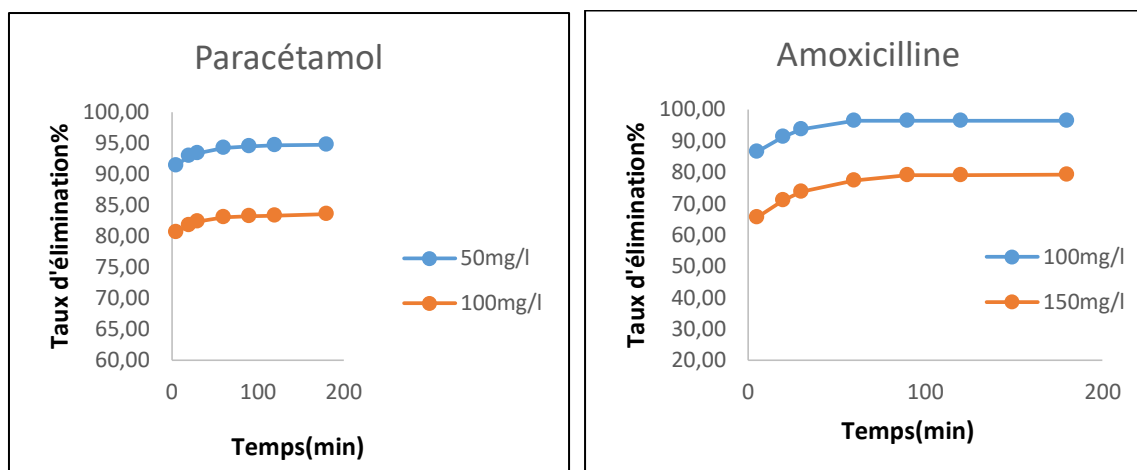 Paracétamol
Taux d'élimination%
100,00
95,00
90,00
85,00
80,00
75,00
70,00
65,00
60,00
0
100
200
Temps(min)
50mg/l
100mg/l
Amoxicilline
Taux d'élimination%
100,00
90,00
80,00
70,00
60,00
50,00
40,00
30,00
20,00
0
100
200
Temps(min)
100mg/l
150mg/l